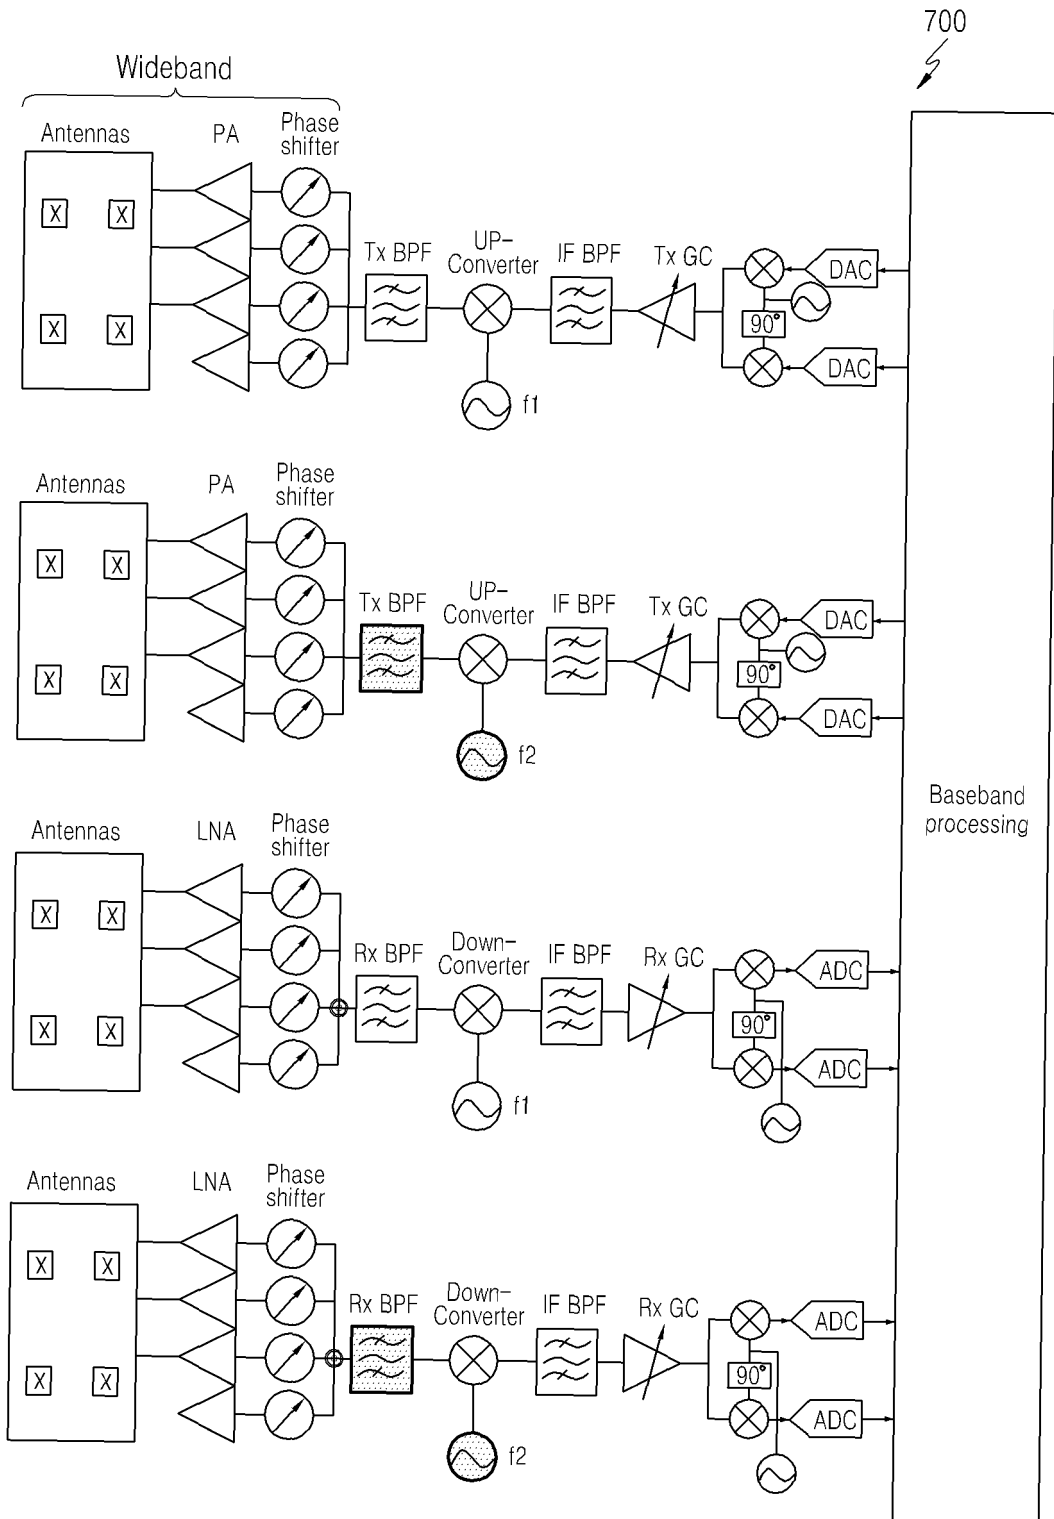 700
Wideband
Antennas
PA
Phase
shifter
Tx BPF
UP-
Converter
IF BPF
Tx GC
DAC
90°
DAC
f1
Antennas
PA
Phase
shifter
Tx BPF
UP-
Converter
IF BPF
Tx GC
DAC
90°
DAC
f2
Baseband
processing
Antennas
LNA
Phase
shifter
Rx BPF
Down-
Converter
IF BPF
Rx GC
ADC
90°
ADC
f1
Antennas
LNA
Phase
shifter
Rx BPF
Down-
Converter
IF BPF
Rx GC
ADC
90°
ADC
f2